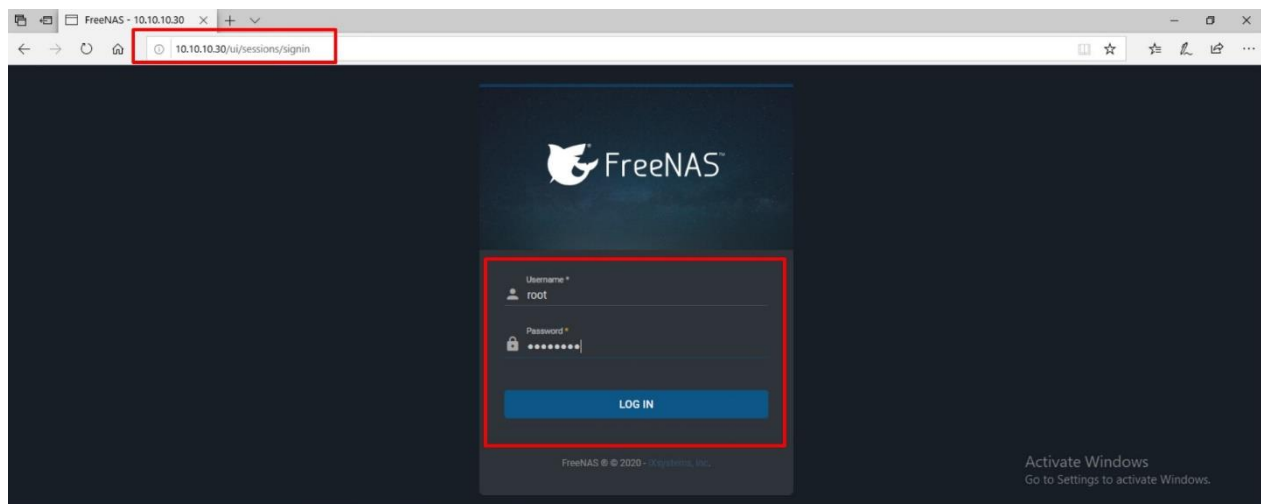 FreeNAS - 10.10.10.30
10.10.10.30/ui/sessions/signin
FreeNAS™
Username *
root
Password *
••••••••
LOG IN
FreeNAS ® © 2020 - iXsystems, Inc.
Activate Windows
Go to Settings to activate Windows.